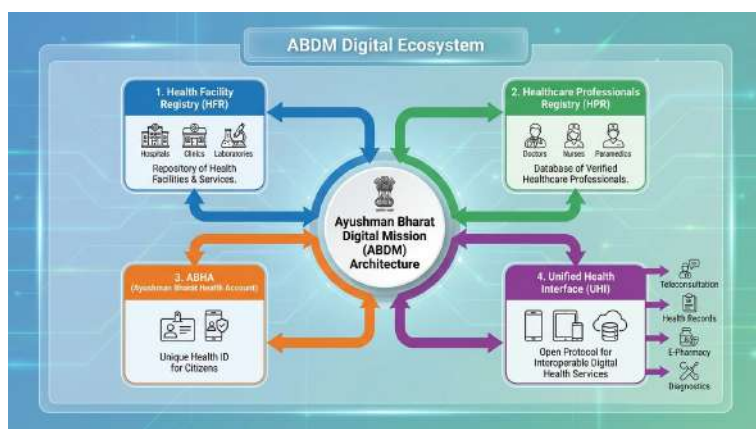 ABDM Digital Ecosystem
1. Health Facility
Registry (HFR)
Hospitals
Clinics
Laboratories
Repository of Health
Facilities & Services.
2. Healthcare Professionals
Registry (HPR)
Doctors
Nurses
Paramedics
Database of Verified
Healthcare Professionals.
Ayushman Bharat
Digital Mission
(ABDM)
Architecture
3. ABHA
(Ayushman Bharat Health Account)
Unique Health ID
for Citizens
4. Unified Health
Interface (UHI)
Open Protocol for
Interoperable Digital
Health Services
Teleconsultation
Health Records
E-Pharmacy
Diagnostics